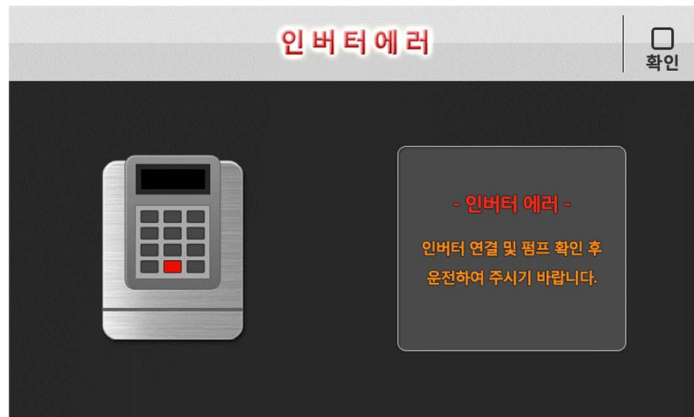 인버터에러
확인
- 인버터 에러 -
인버터 연결 및 펌프 확인 후
운전하여 주시기 바랍니다.